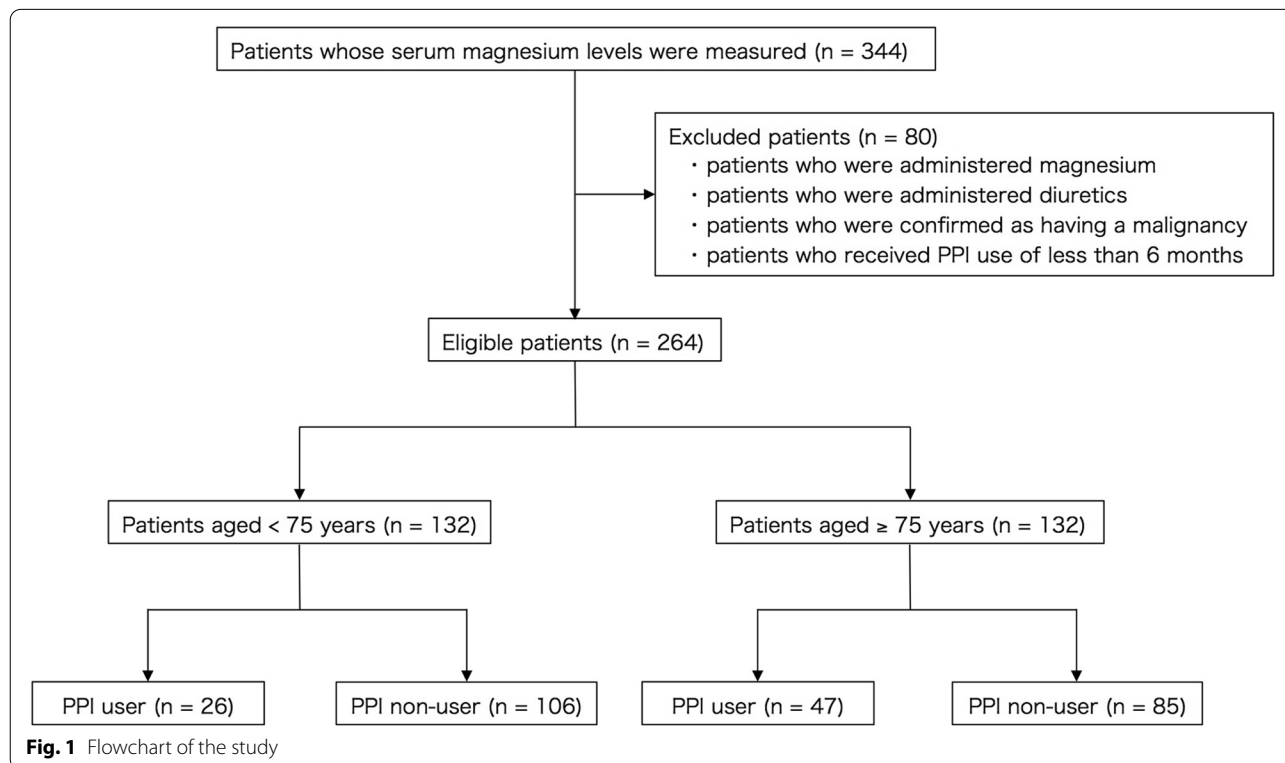 Patients whose serum magnesium levels were measured (n = 344)
Excluded patients (n = 80)
・patients who were administered magnesium
・patients who were administered diuretics
・patients who were confirmed as having a malignancy
・patients who received PPI use of less than 6 months
Eligible patients (n = 264)
Patients aged < 75 years (n = 132)
Patients aged ≥ 75 years (n = 132)
PPI user (n = 26)
PPI non-user (n = 106)
PPI user (n = 47)
PPI non-user (n = 85)
Fig. 1 Flowchart of the study